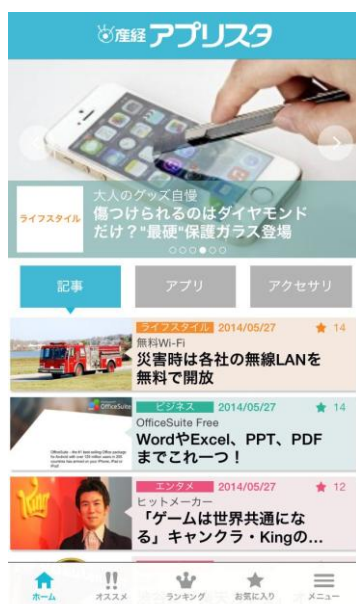 産経 アプリスタ
ライフスタイル
大人のグッズ自慢
傷つけられるのはダイヤモンド
だけ？"最硬"保護ガラス登場
記事
アプリ
アクセサリ
ライフスタイル 2014/05/27 ★ 14
無料Wi-Fi
災害時は各社の無線LANを
無料で開放
OfficeSuite
ビジネス 2014/05/27 ★ 14
OfficeSuite Free
WordやExcel、PPT、PDF
までこれ一つ！
King
エンタメ 2014/05/27 ★ 12
ヒットメーカー
「ゲームは世界共通にな
る」キャンクラ・Kingの...
ホーム
オススメ
ランキング
お気に入り
メニュー